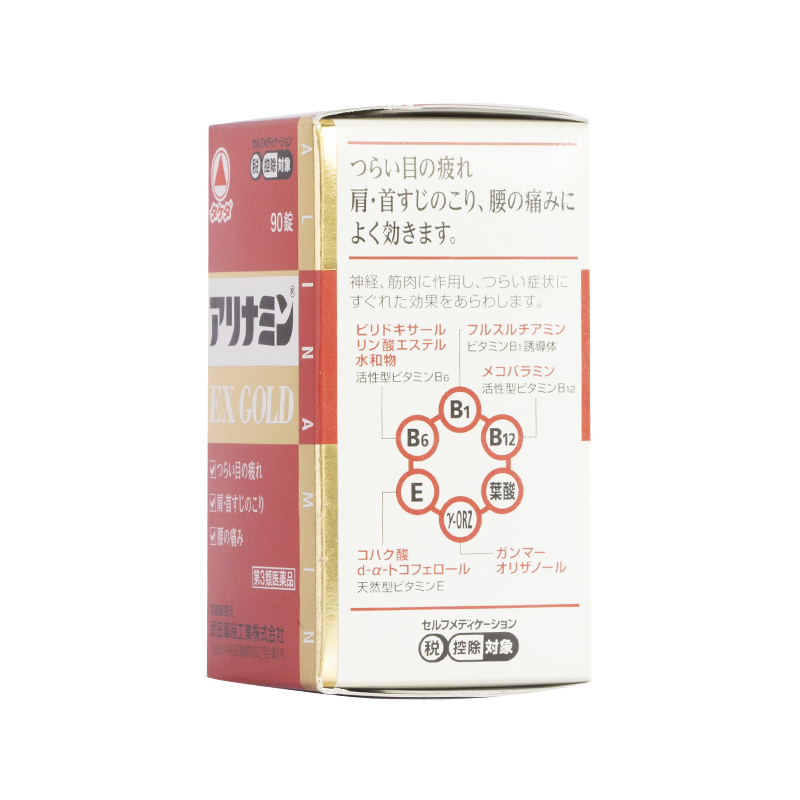 セルフメディケーション
税 控除 対象
タケダ
90錠
アリナミン®
EX GOLD
つらい目の疲れ
肩・首すじのこり
腰の痛み
第3類医薬品
武田薬品工業株式会社
ALINAMIN
つらい目の疲れ
肩・首すじのこり、腰の痛みに
よく効きます。
神経、筋肉に作用し、つらい症状に
すぐれた効果をあらわします。
ピリドキサール
リン酸エステル
水和物
活性型ビタミンB6
フルスルチアミン
ビタミンB1誘導体
メコバラミン
活性型ビタミンB12
B1
B6
B12
E
葉酸
γ-ORZ
コハク酸
d-α-トコフェロール
天然型ビタミンE
ガンマー
オリザノール
セルフメディケーション
税 控除 対象